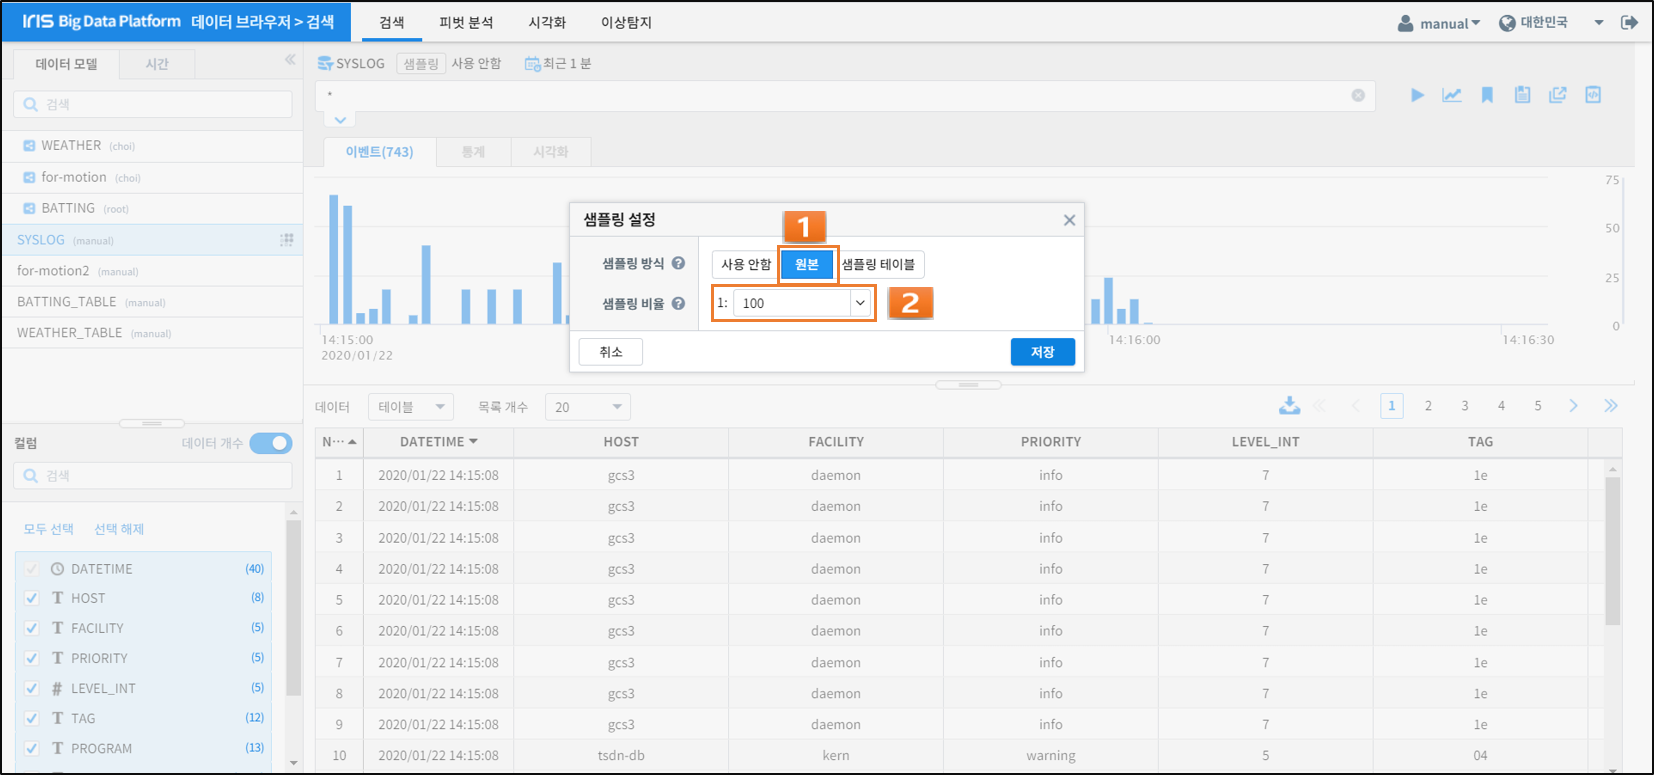 IRIS Big Data Platform 데이터 브라우저 > 검색
검색 피벗 분석 시각화 이상탐지
manual 대한민국
데이터 모델 시간
검색
WEATHER (choi)
for-motion (choi)
BATTING (root)
SYSLOG (manual)
for-motion2 (manual)
BATTING_TABLE (manual)
WEATHER_TABLE (manual)
컬럼 데이터 개수
검색
모두 선택 선택 해제
DATETIME (40)
HOST (8)
FACILITY (5)
PRIORITY (5)
LEVEL_INT (5)
TAG (12)
PROGRAM (13)
SYSLOG 샘플링 사용 안함 최근 1 분
*
이벤트(743) 통계 시각화
75
50
25
0
14:15:00
2020/01/22
14:16:00
14:16:30
샘플링 설정
1
샘플링 방식 사용 안함 원본 샘플링 테이블
샘플링 비율 1: 100
2
취소 저장
데이터 테이블 목록 개수 20
1 2 3 4 5
N··· DATETIME HOST FACILITY PRIORITY LEVEL_INT TAG
1 2020/01/22 14:15:08 gcs3 daemon info 7 1e
2 2020/01/22 14:15:08 gcs3 daemon info 7 1e
3 2020/01/22 14:15:08 gcs3 daemon info 7 1e
4 2020/01/22 14:15:08 gcs3 daemon info 7 1e
5 2020/01/22 14:15:08 gcs3 daemon info 7 1e
6 2020/01/22 14:15:08 gcs3 daemon info 7 1e
7 2020/01/22 14:15:08 gcs3 daemon info 7 1e
8 2020/01/22 14:15:08 gcs3 daemon info 7 1e
9 2020/01/22 14:15:08 gcs3 daemon info 7 1e
10 2020/01/22 14:15:08 tsdn-db kern warning 5 04